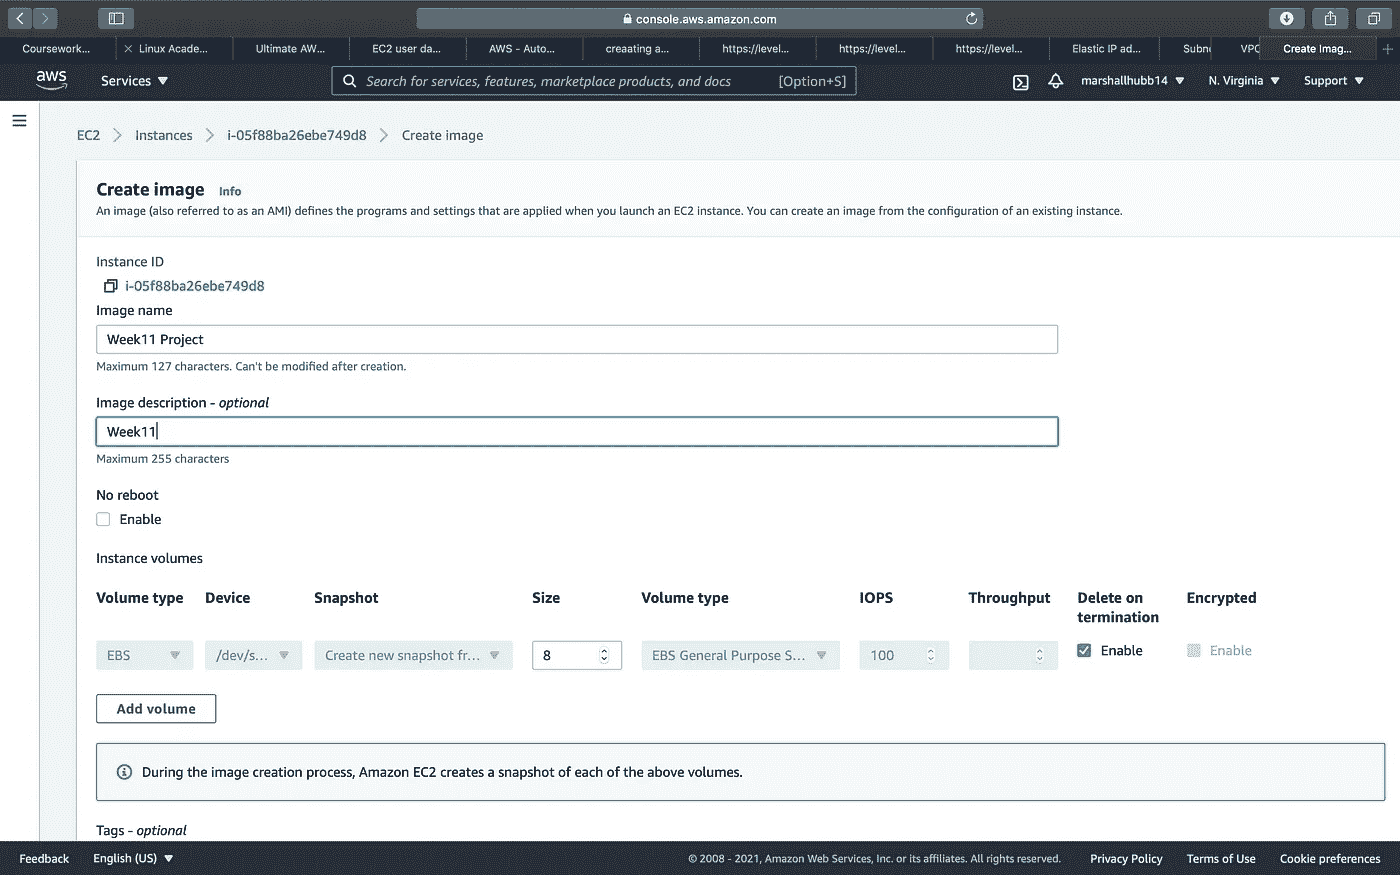 console.aws.amazon.com
Coursework... Linux Acade... Ultimate AW... EC2 user da... AWS - Auto... creaating a... https://level... https://level... https://level... Elastic IP ad... Subn VPC Create Imag...
aws Services Search for services, features, marketplace products, and docs [Option+S] marshallhubb14 N. Virginia Support
EC2 Instances i-05f88ba26ebe749d8 Create image
Create image Info
An image (also referred to as an AMI) defines the programs and settings that are applied when you launch an EC2 instance. You can create an image from the configuration of an existing instance.
Instance ID
i-05f88ba26ebe749d8
Image name
Week11 Project
Maximum 127 characters. Can't be modified after creation.
Image description - optional
Week11
Maximum 255 characters
No reboot
Enable
Instance volumes
Volume type Device Snapshot Size Volume type IOPS Throughput Delete on termination Encrypted
EBS /dev/s... Create new snapshot fr... 8 EBS General Purpose S... 100 Enable Enable
Add volume
During the image creation process, Amazon EC2 creates a snapshot of each of the above volumes.
Tags - optional
Feedback English (US) © 2008 - 2021, Amazon Web Services, Inc. or its affiliates. All rights reserved. Privacy Policy Terms of Use Cookie preferences